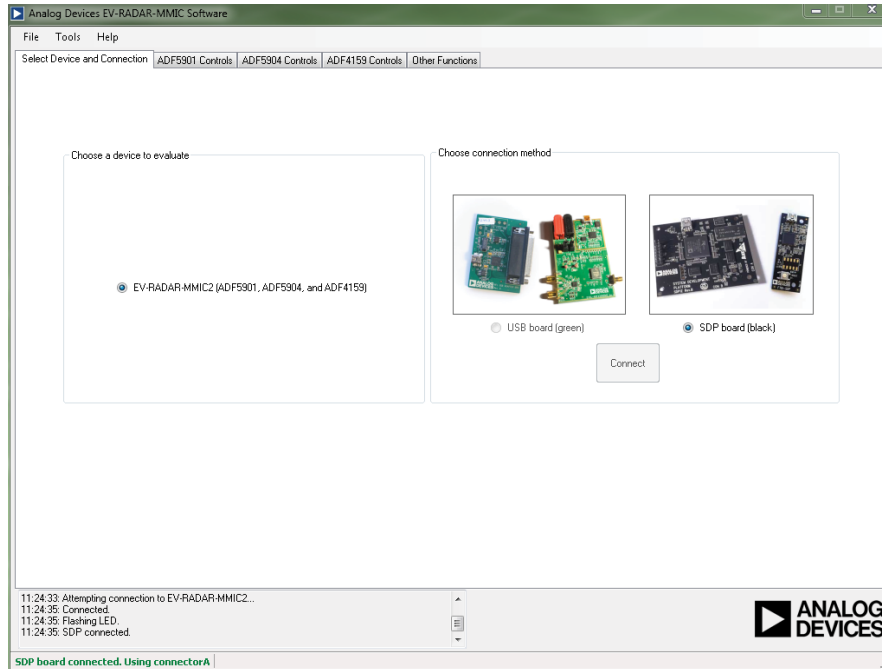 Analog Devices EV-RADAR-MMIC Software
File Tools Help
Select Device and Connection ADF5901 Controls ADF5904 Controls ADF4159 Controls Other Functions
Choose a device to evaluate
Choose connection method
EV-RADAR-MMIC2 (ADF5901, ADF5904, and ADF4159)
USB board (green)
SDP board (black)
Connect
11:24:33: Attempting connection to EV-RADAR-MMIC2...
11:24:35: Connected.
11:24:35: Flashing LED.
11:24:35: SDP connected.
ANALOG
DEVICES
SDP board connected. Using connectorA